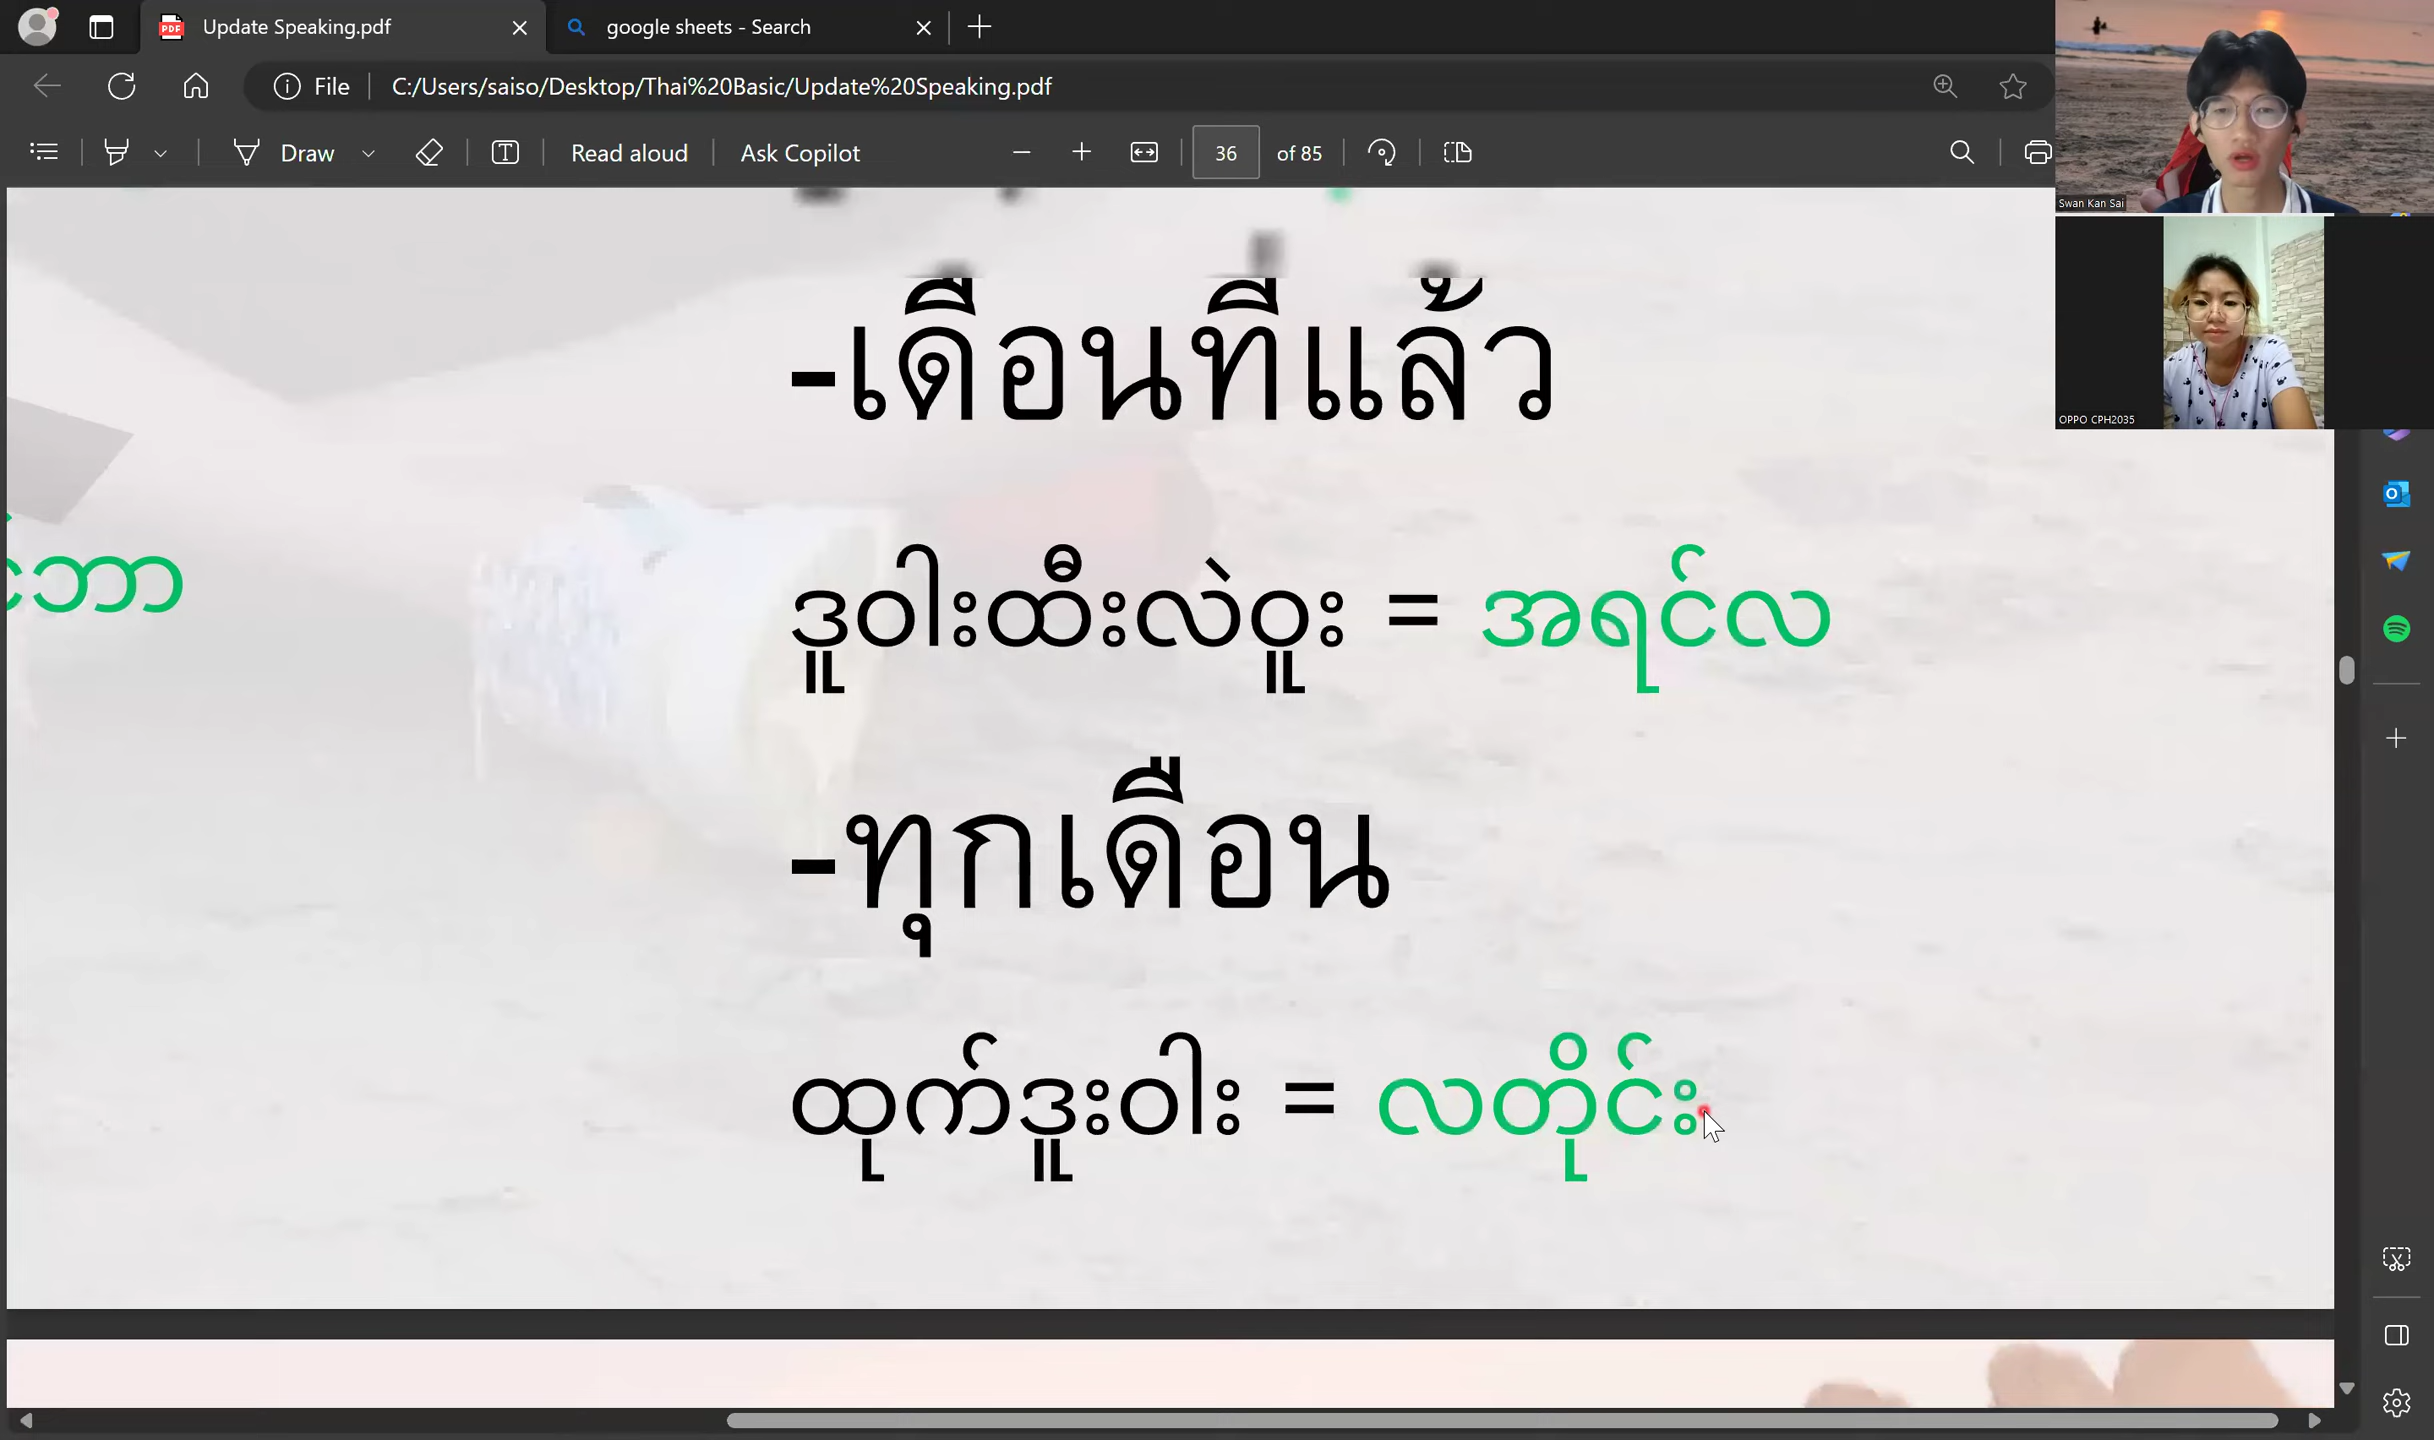 Update Speaking.pdf
google sheets - Search
File
C:/Users/saiso/Desktop/Thai%20Basic/Update%20Speaking.pdf
Draw
Read aloud
Ask Copilot
36 of 85
Swan Kan Sai
OPPO CPH2035
-เดือนที่แล้ว
ဒူဝါးထီးလဲဝူး = အရင်လ
-ทุกเดือน
ထုက်ဒူးဝါး = လတိုင်း